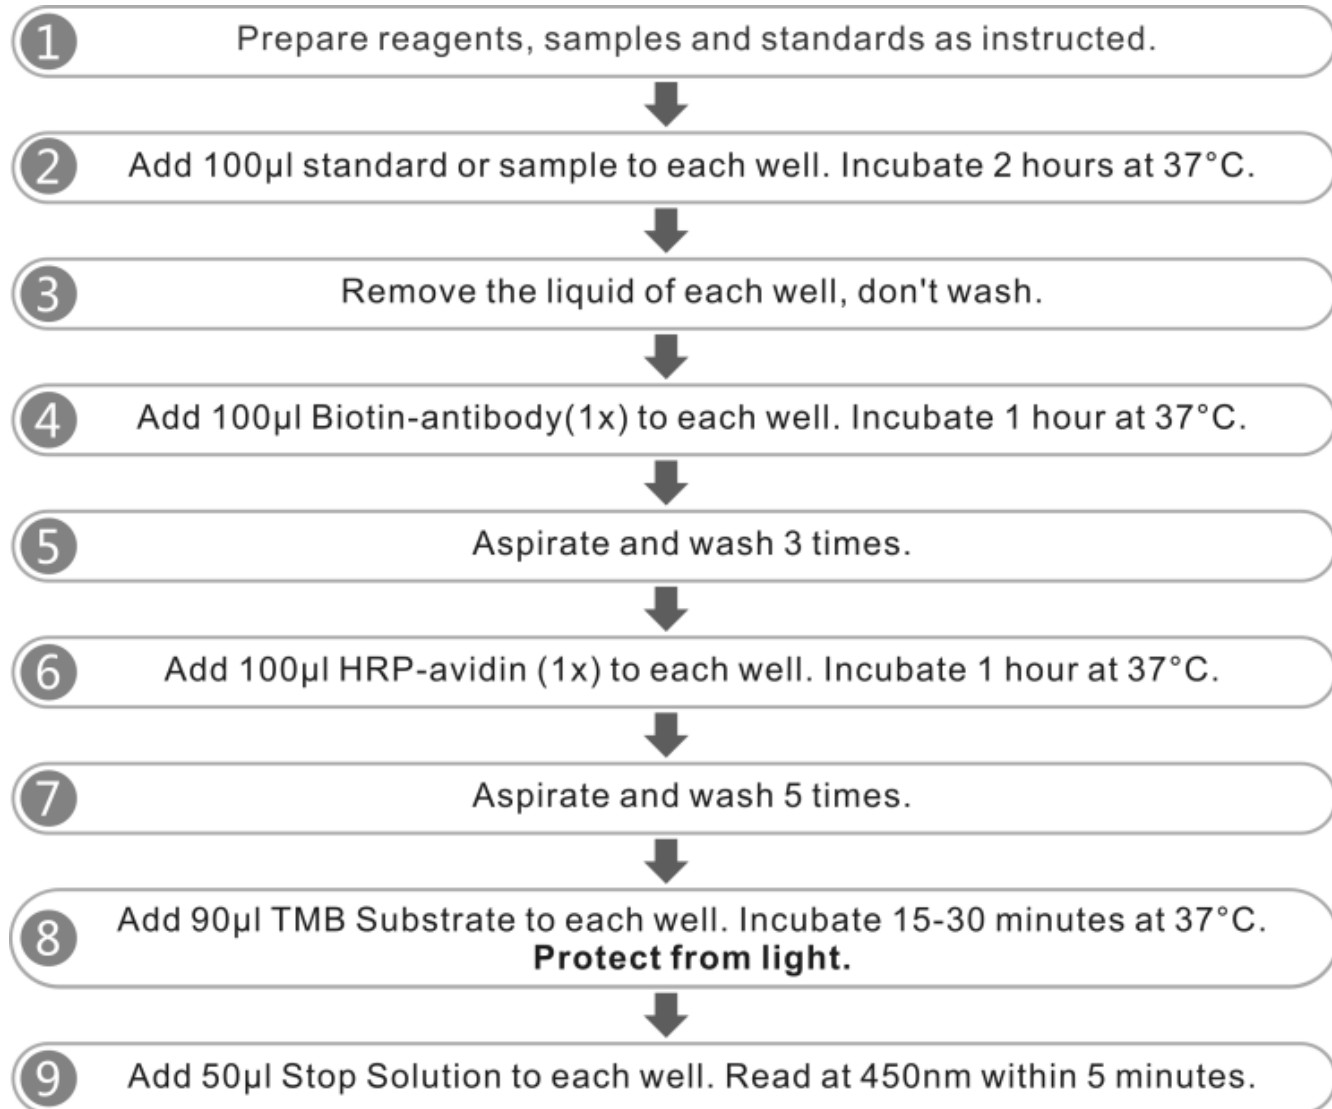 1
Prepare reagents, samples and standards as instructed.
2
Add 100µl standard or sample to each well. Incubate 2 hours at 37°C.
3
Remove the liquid of each well, don't wash.
4
Add 100µl Biotin-antibody(1x) to each well. Incubate 1 hour at 37°C.
5
Aspirate and wash 3 times.
6
Add 100µl HRP-avidin (1x) to each well. Incubate 1 hour at 37°C.
7
Aspirate and wash 5 times.
8
Add 90µl TMB Substrate to each well. Incubate 15-30 minutes at 37°C.
Protect from light.
9
Add 50µl Stop Solution to each well. Read at 450nm within 5 minutes.